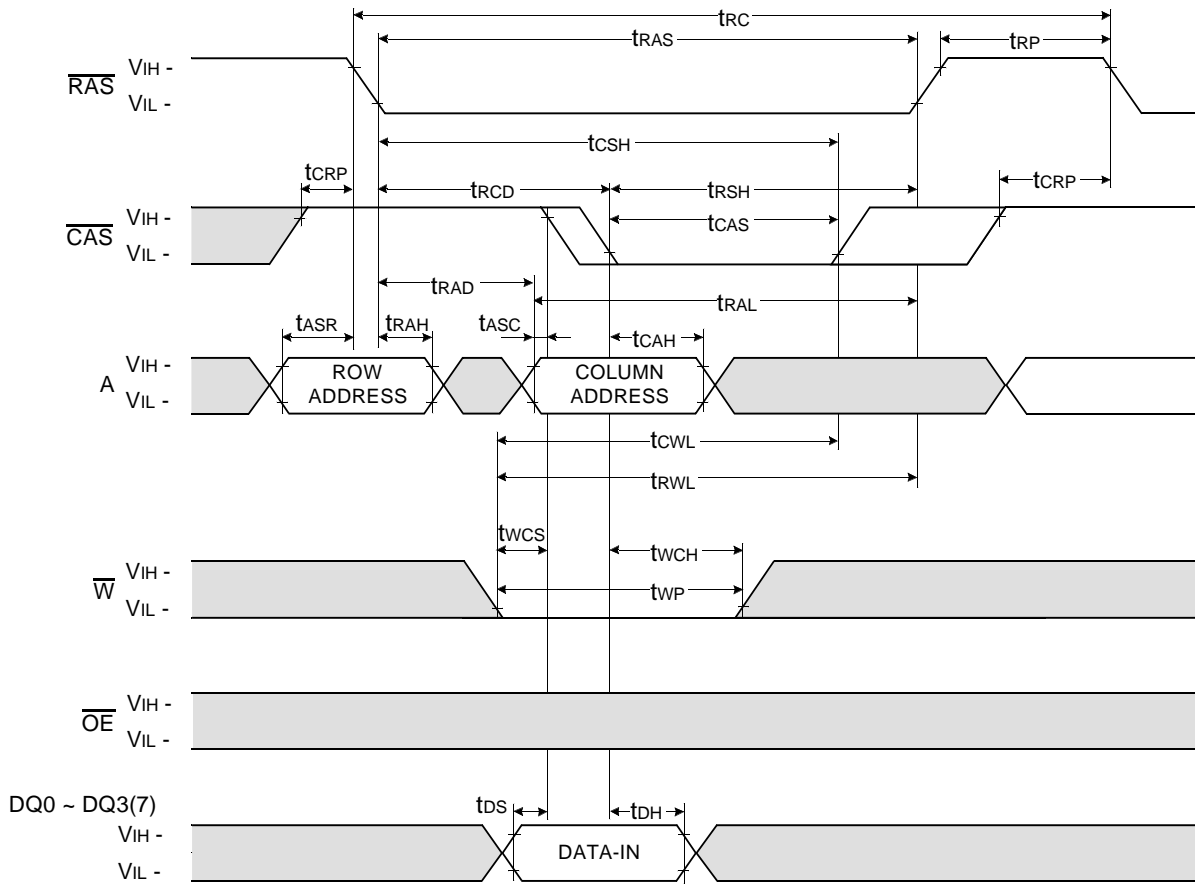 tRC
tRAS
tRP
RAS
VIH -
VIL -
tCSH
tCRP
tRCD
tRSH
tCRP
CAS
VIH -
VIL -
tCAS
tRAD
tRAL
tASR
tRAH
tASC
tCAH
A
VIH -
VIL -
ROW
ADDRESS
COLUMN
ADDRESS
tCWL
tRWL
tWCS
tWCH
W
VIH -
VIL -
tWP
OE
VIH -
VIL -
DQ0 ~ DQ3(7)
tDS
tDH
VIH -
VIL -
DATA-IN